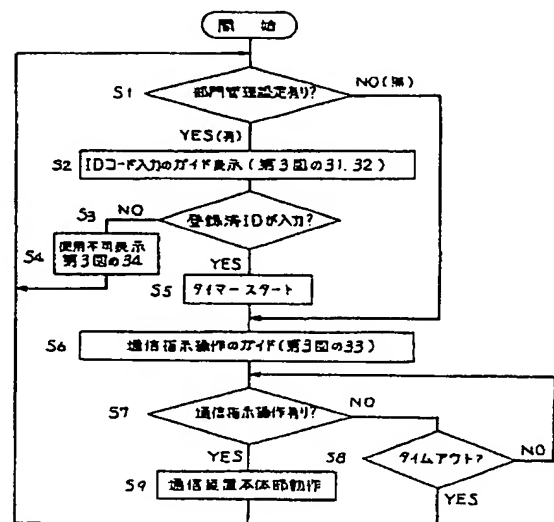 開始
S1 部門管理設定有り? NO(無)
YES(有)
S2 IDコード入力のガイド表示(第3図の31.32)
S3 NO 登録済IDが入力?
S4 使用不可表示
第3図の34
YES
S5 タイマースタート
S6 通信指示操作のガイド(第3図の33)
S7 通信指示操作有り? NO
YES
S8 タイムアウト? NO
S9 通信装置本体部動作 YES